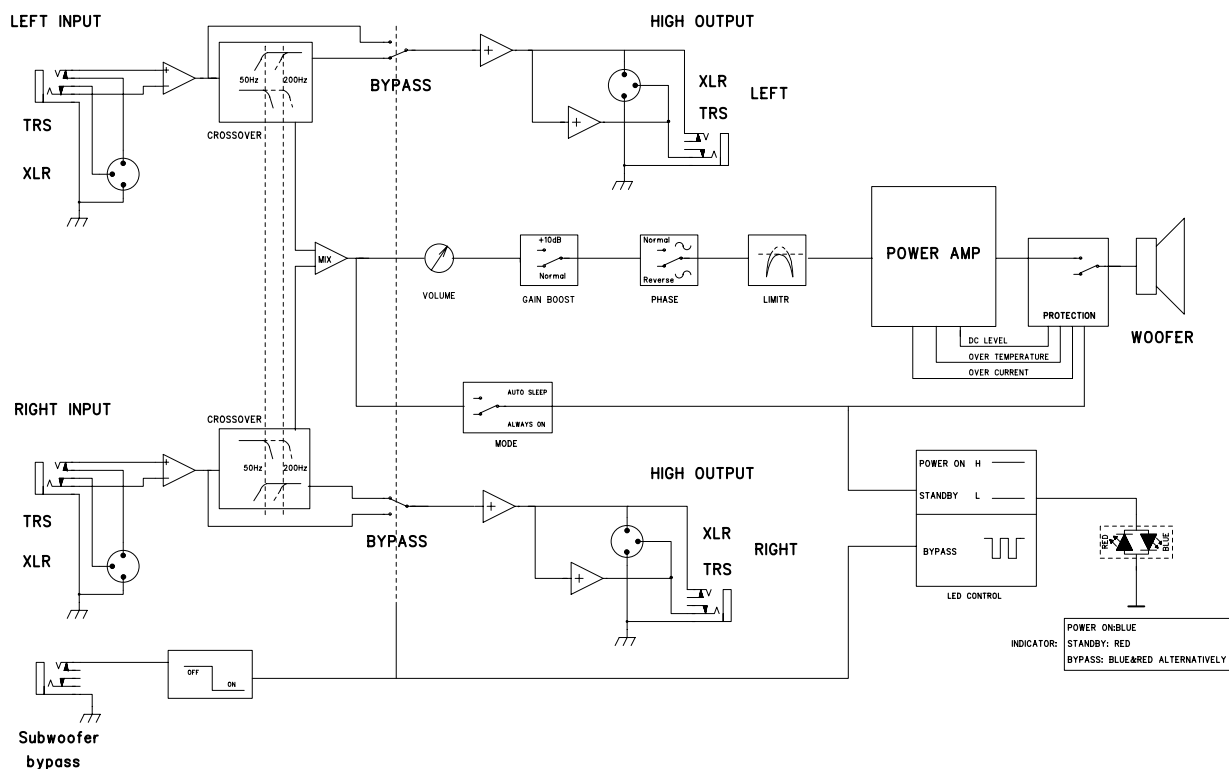 LEFT INPUT
HIGH OUTPUT
50Hz
200Hz
BYPASS
XLR
LEFT
TRS
CROSSOVER
TRS
XLR
MIX
VOLUME
+10dB
Normal
GAIN BOOST
Normal
Reverse
PHASE
LIMITR
POWER AMP
PROTECTION
WOOFER
DC LEVEL
OVER TEMPERATURE
OVER CURRENT
AUTO SLEEP
ALWAYS ON
MODE
RIGHT INPUT
CROSSOVER
50Hz
200Hz
HIGH OUTPUT
BYPASS
XLR
RIGHT
TRS
TRS
XLR
POWER ON H
STANDBY L
BYPASS
LED CONTROL
RED
BLUE
INDICATOR:
POWER ON:BLUE
STANDBY: RED
BYPASS: BLUE&RED ALTERNATIVELY
OFF
ON
Subwoofer
bypass